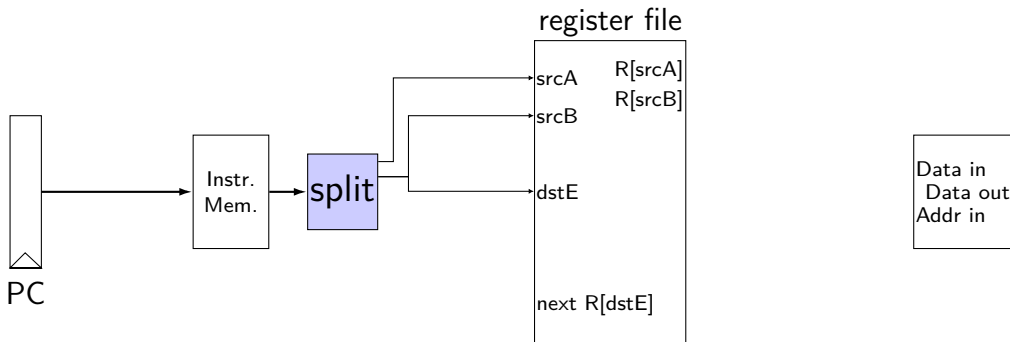 register file
srcA
R[srcA]
R[srcB]
srcB
Instr.
Mem.
split
dstE
Data in
Data out
Addr in
PC
next R[dstE]